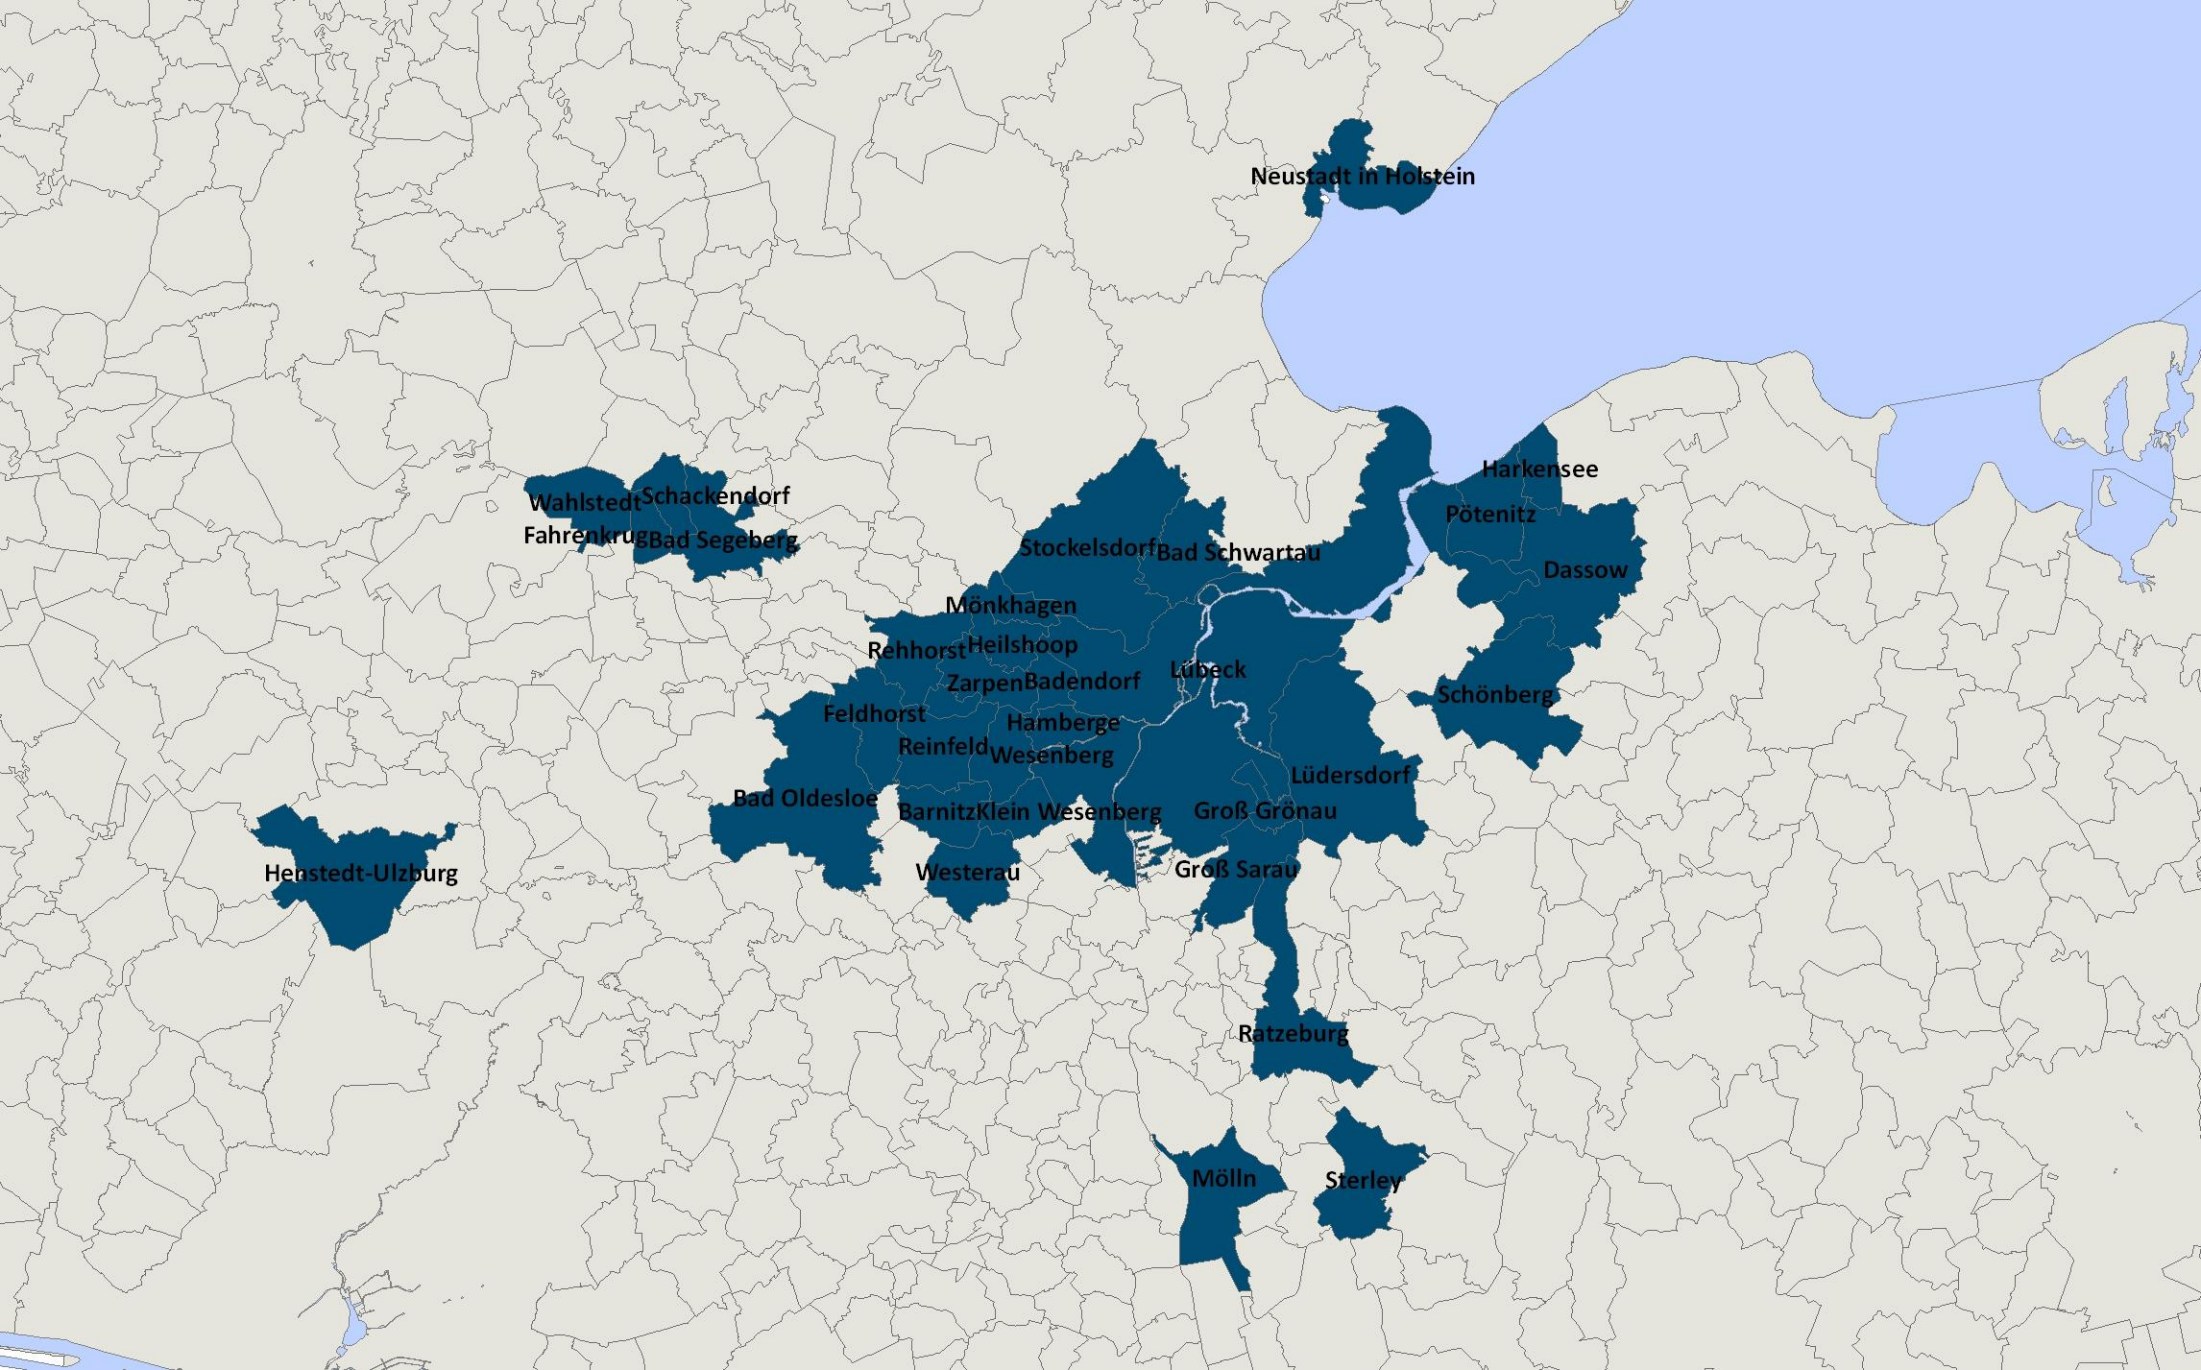 Neustadt in Holstein
Harkensee
Wahlstedt
Schackendorf
Pötenitz
Fahrenkrug
Bad Segeberg
Stockelsdorf
Bad Schwartau
Dassow
Mönkhagen
Rehhorst
Heilshoop
Lübeck
Zarpen
Badendorf
Schönberg
Feldhorst
Hamberge
Reinfeld
Wesenberg
Lüdersdorf
Bad Oldesloe
Barnitz
Klein Wesenberg
Groß Grönau
Henstedt-Ulzburg
Westerau
Groß Sarau
Ratzeburg
Mölln
Sterley